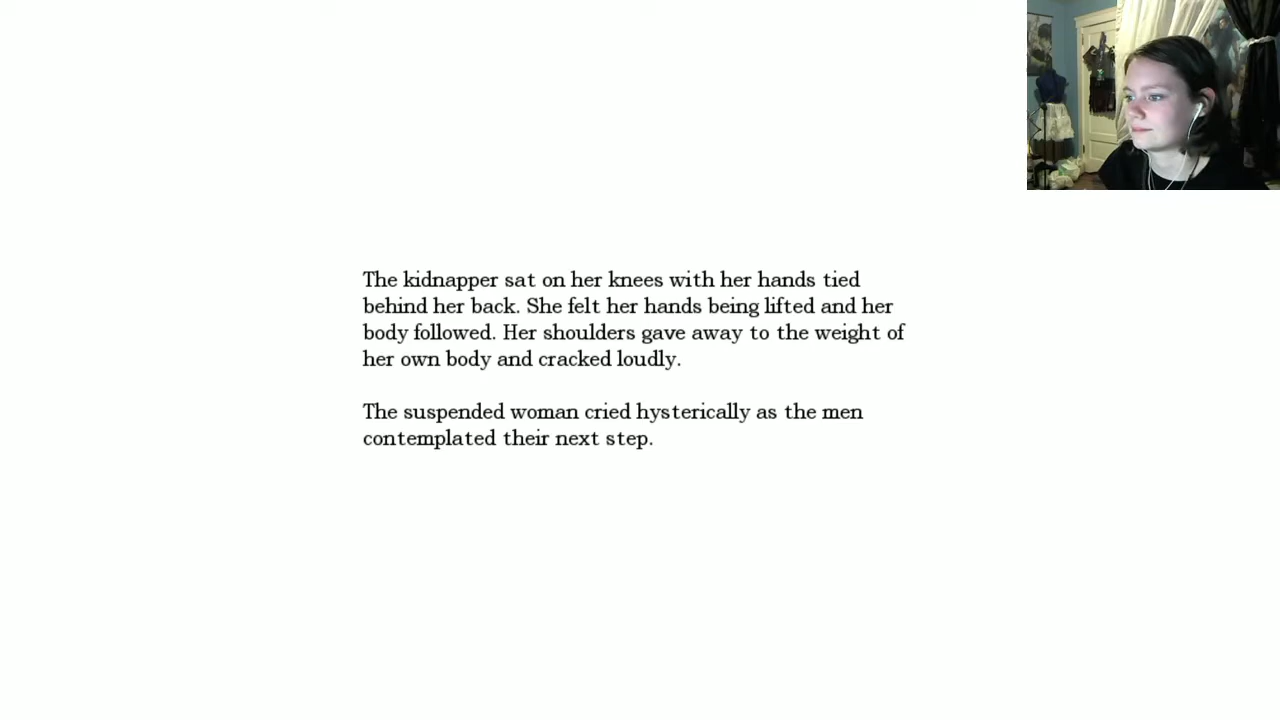 The kidnapper sat on her knees with her hands tied
behind her back. She felt her hands being lifted and her
body followed. Her shoulders gave away to the weight of
her own body and cracked loudly.
The suspended woman cried hysterically as the men
contemplated their next step.